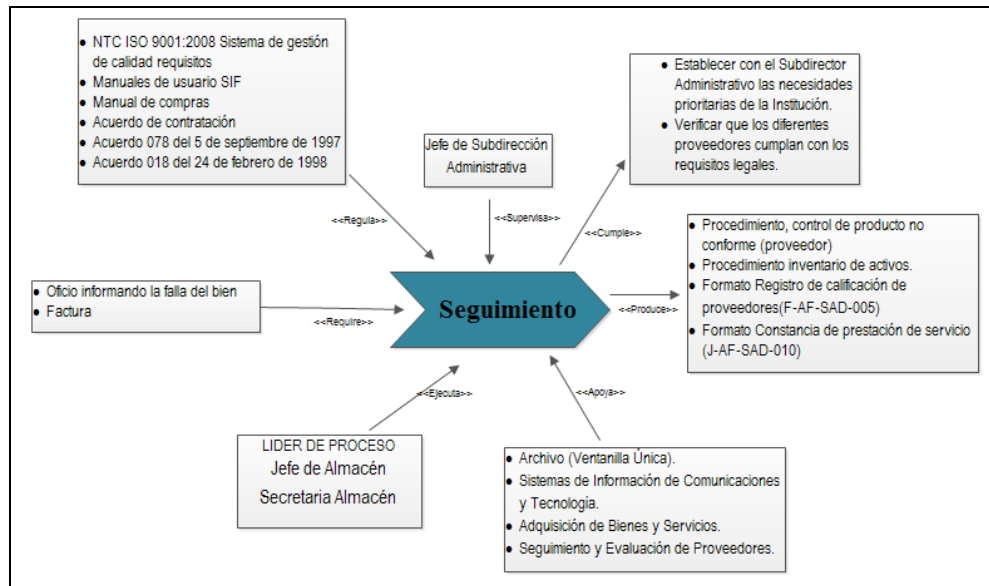 ● NTC ISO 9001:2008 Sistema de gestión
de calidad requisitos
● Manuales de usuario SIF
● Manual de compras
● Acuerdo de contratación
● Acuerdo 078 del 5 de septiembre de 1997
● Acuerdo 018 del 24 de febrero de 1998
Jefe de Subdirección
Administrativa
● Establecer con el Subdirector
Administrativo las necesidades
prioritarias de la Institución.
● Verificar que los diferentes
proveedores cumplan con los
requisitos legales.
<<Regula>>
<<Supervisa>>
<<Cumple>>
● Oficio informando la falla del bien
● Factura
<<Require>>
Seguimiento
<<Produce>>
● Procedimiento, control de producto no
conforme (proveedor)
● Procedimiento inventario de activos.
● Formato Registro de calificación de
proveedores(F-AF-SAD-005)
● Formato Constancia de prestación de servicio
(J-AF-SAD-010)
<<Ejecuta>>
<<Apoya>>
LIDER DE PROCESO
Jefe de Almacén
Secretaria Almacén
● Archivo (Ventanilla Única).
● Sistemas de Información de Comunicaciones
y Tecnología.
● Adquisición de Bienes y Servicios.
● Seguimiento y Evaluación de Proveedores.